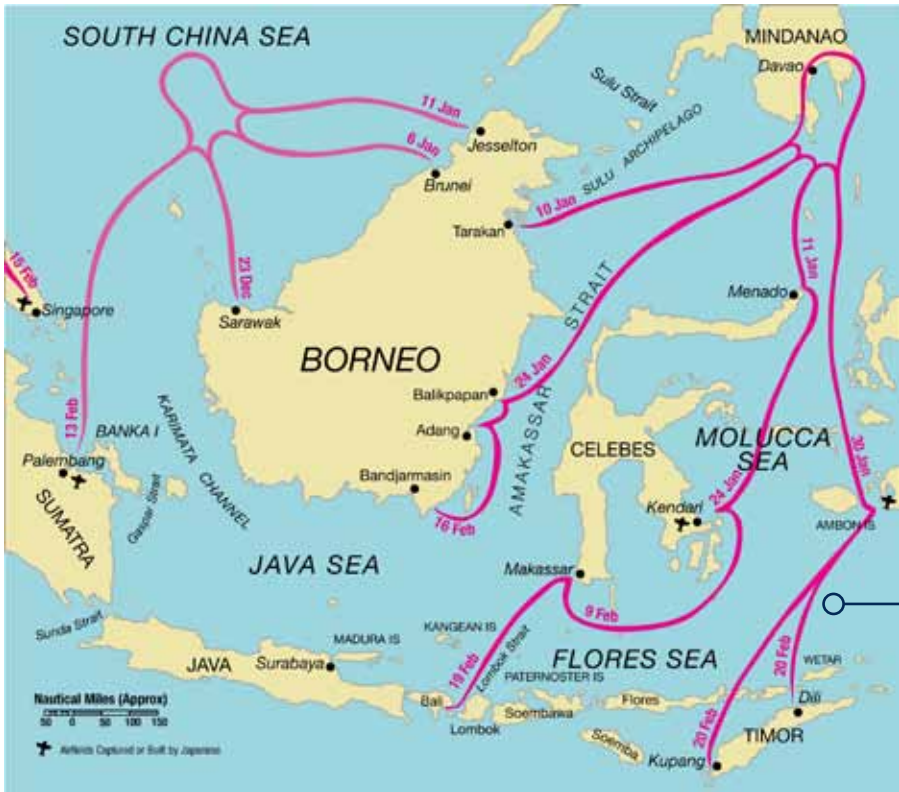 SOUTH CHINA SEA
MINDANAO
Davao
Sulu Strait
11 Jan
Jesselton
6 Jan
Brunei
SULU ARCHIPELAGO
10 Jan
Tarakan
15 Feb
Singapore
23 Dec
Sarawak
11 Jan
Menado
STRAIT
BORNEO
24 Jan
Balikpapan
13 Feb
BANKA I
KARIMATA CHANNEL
Adang
AMAKASSAR
CELEBES
MOLUCCA
SEA
30 Jan
Palembang
Gaspar Strait
Bandjarmasin
16 Feb
24 Jan
Kendari
AMBON IS
SUMATRA
JAVA SEA
Makassar
9 Feb
Sunda Strait
MADURA IS
KANGEAN IS
Lombok Strait
19 Feb
FLORES SEA
20 Feb
WETAR
JAVA
Surabaya
PATERNOSTER IS
Bali
Lombok
Soembawa
Flores
Dili
Soemba
20 Feb
TIMOR
Kupang
Nautical Miles (Approx)
50 25 0 50 100 150
Airfields Captured or Built by Japanese